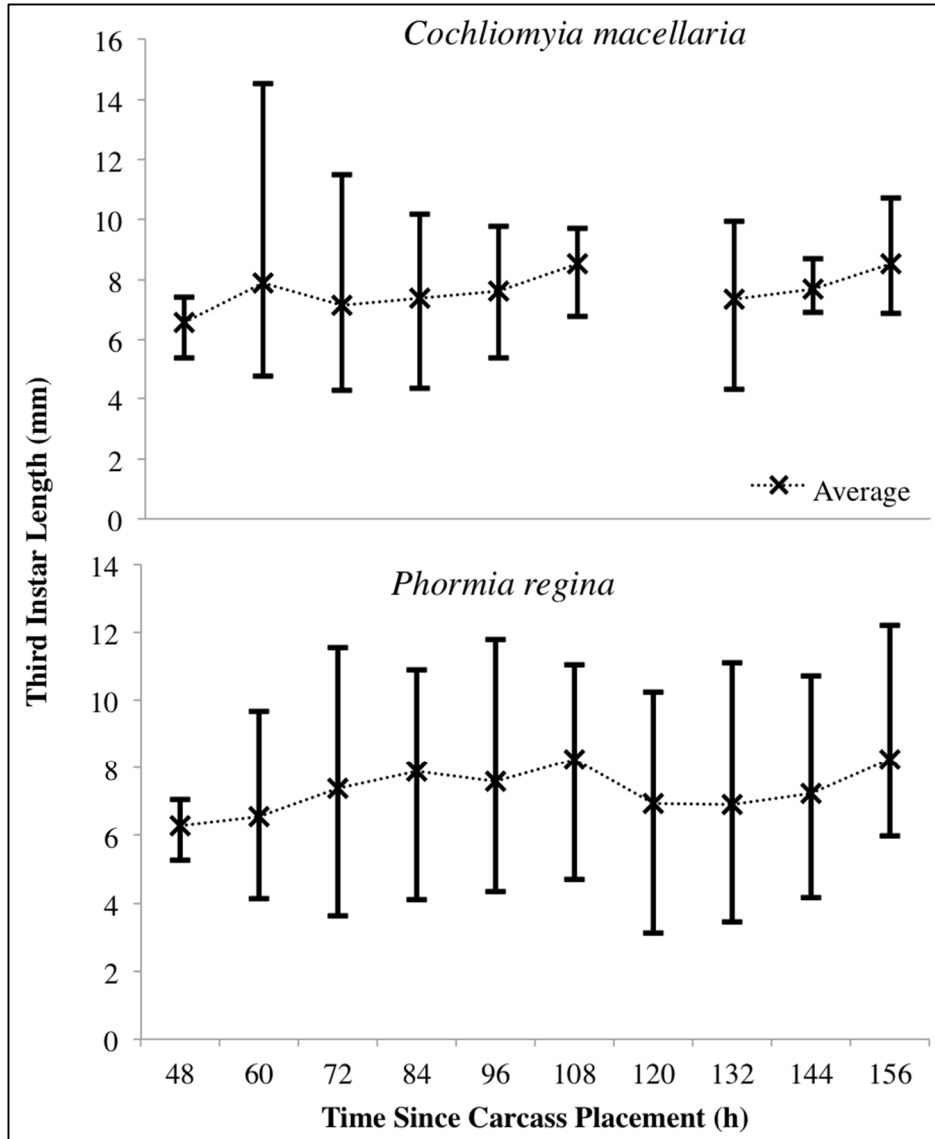 Cochliomyia macellaria
16
14
12
10
8
6
4
2
0
Average
Third Instar Length (mm)
Phormia regina
14
12
10
8
6
4
2
0
48 60 72 84 96 108 120 132 144 156
Time Since Carcass Placement (h)